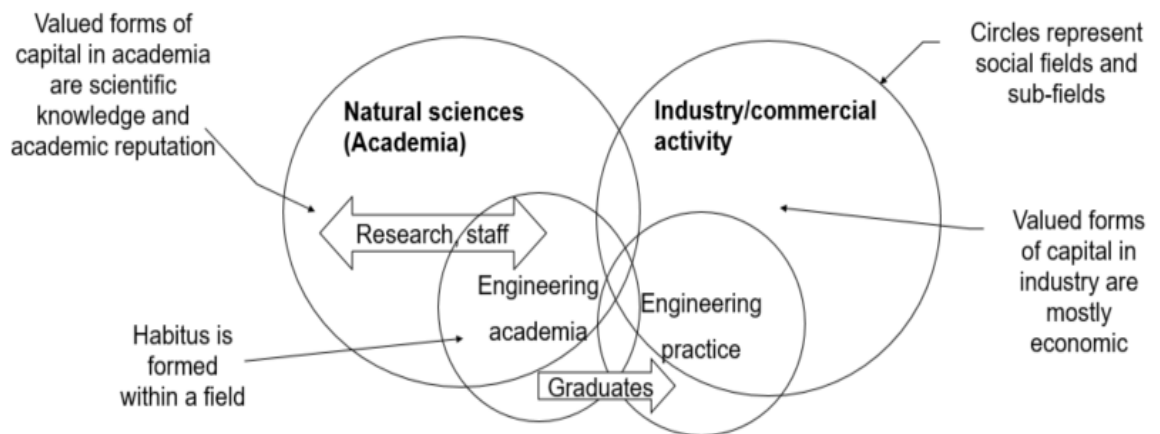 Valued forms of
capital in academia
are scientific
knowledge and
academic reputation
Natural sciences
(Academia)
Industry/commercial
activity
Circles represent
social fields and
sub-fields
Research, staff
Engineering
academia
Engineering
practice
Valued forms
of capital in
industry are
mostly
economic
Habitus is
formed
within a field
Graduates